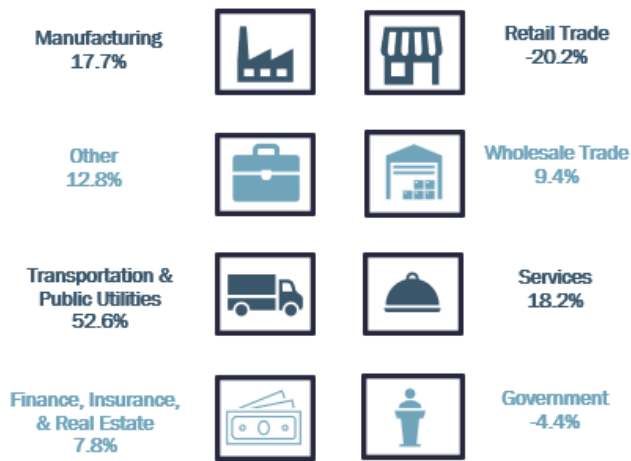 Manufacturing
17.7%
Retail Trade
-20.2%
Other
12.8%
Wholesale Trade
9.4%
Transportation &
Public Utilities
52.6%
Services
18.2%
Finance, Insurance,
& Real Estate
7.8%
Government
-4.4%